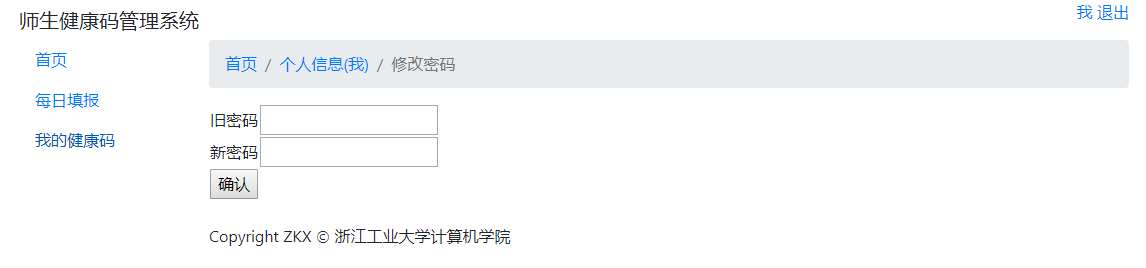 师生健康码管理系统
我 退出
首页
每日填报
我的健康码
首页 / 个人信息(我) / 修改密码
旧密码
新密码
确认
Copyright ZKX © 浙江工业大学计算机学院